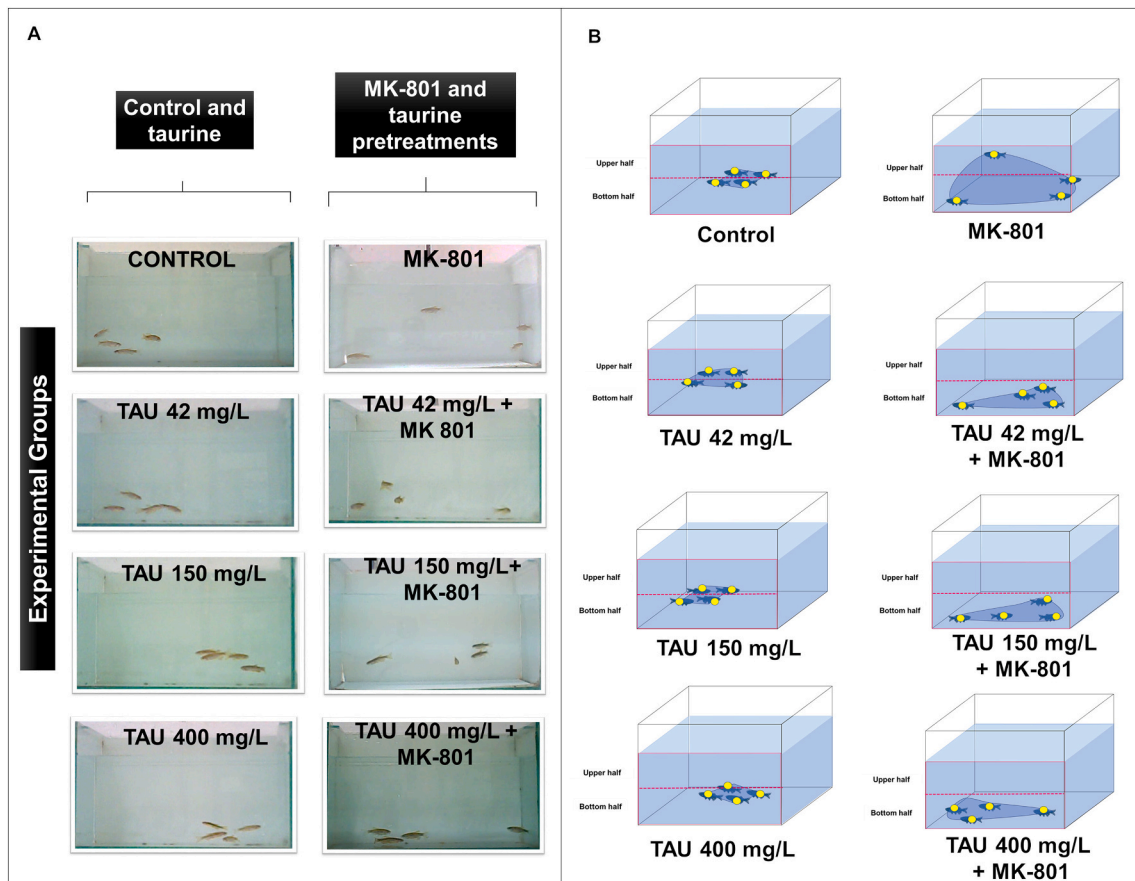 A
Control and
taurine
MK-801 and
taurine
pretreatments
Experimental Groups
CONTROL
MK-801
TAU 42 mg/L
TAU 42 mg/L +
MK 801
TAU 150 mg/L
TAU 150 mg/L+
MK-801
TAU 400 mg/L
TAU 400 mg/L +
MK-801
B
Upper half
Bottom half
Control
Upper half
Bottom half
MK-801
Upper half
Bottom half
TAU 42 mg/L
Upper half
Bottom half
TAU 42 mg/L
+ MK-801
Upper half
Bottom half
TAU 150 mg/L
Upper half
Bottom half
TAU 150 mg/L
+ MK-801
Upper half
Bottom half
TAU 400 mg/L
Upper half
Bottom half
TAU 400 mg/L
+ MK-801